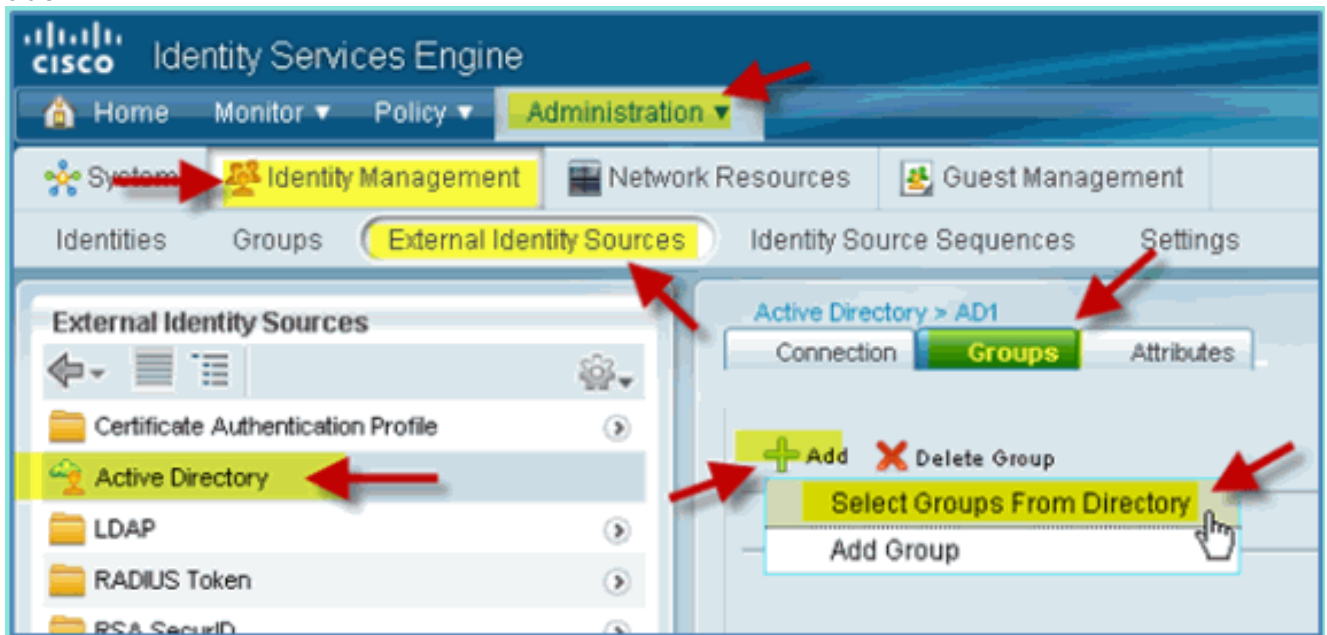 CISCO Identity Services Engine
Home Monitor Policy Administration
System Identity Management Network Resources Guest Management
Identities Groups External Identity Sources Identity Source Sequences Settings
External Identity Sources
Certificate Authentication Profile
Active Directory
LDAP
RADIUS Token
RSA SecurID
Active Directory > AD1
Connection Groups Attributes
Add Delete Group
Select Groups From Directory
Add Group